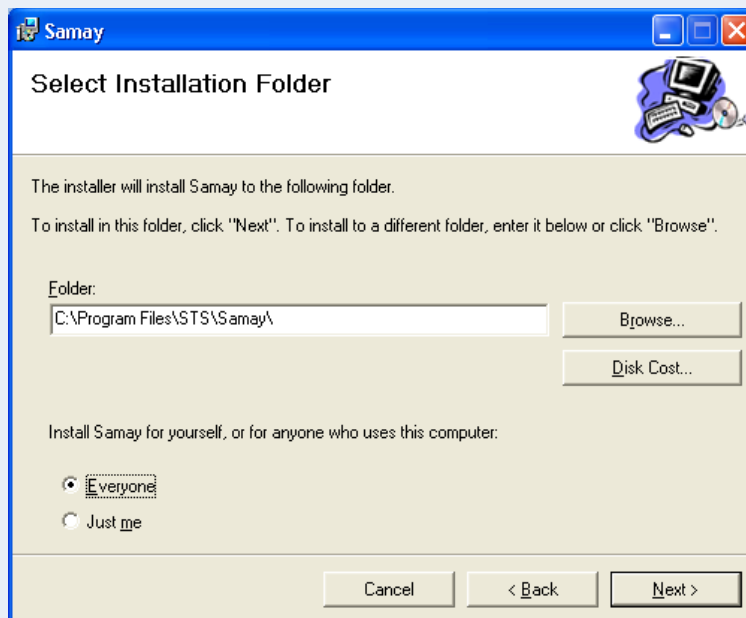 Samay
Select Installation Folder
The installer will install Samay to the following folder.
To install in this folder, click "Next". To install to a different folder, enter it below or click "Browse".
Folder:
C:\Program Files\STS\Samay\
Browse...
Disk Cost...
Install Samay for yourself, or for anyone who uses this computer:
Everyone
Just me
Cancel
< Back
Next >